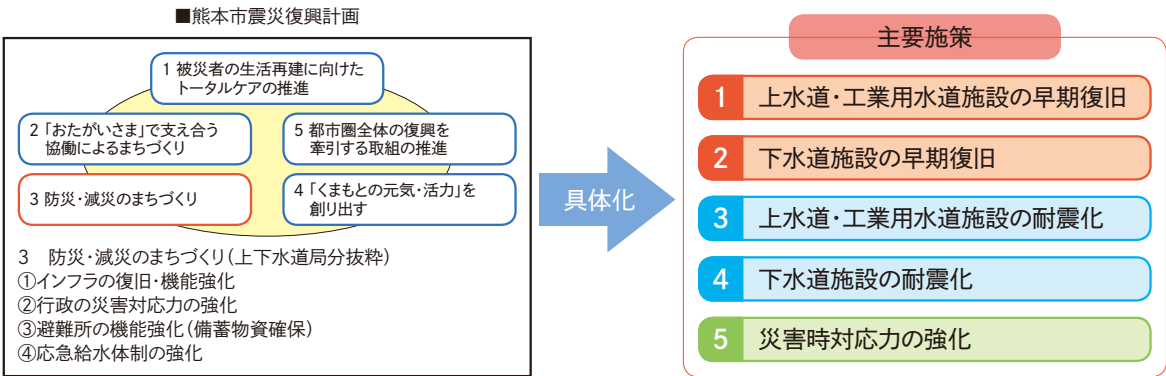 ■熊本市震災復興計画
1 被災者の生活再建に向けた
トータルケアの推進
2 「おたがいさま」で支え合う
協働によるまちづくり
5 都市圏全体の復興を
牽引する取組の推進
3 防災・減災のまちづくり
4 「くまもとの元気・活力」を
創り出す
3　防災・減災のまちづくり(上下水道局分抜粋)
①インフラの復旧・機能強化
②行政の災害対応力の強化
③避難所の機能強化(備蓄物資確保)
④応急給水体制の強化
具体化
主要施策
1 上水道・工業用水道施設の早期復旧
2 下水道施設の早期復旧
3 上水道・工業用水道施設の耐震化
4 下水道施設の耐震化
5 災害時対応力の強化